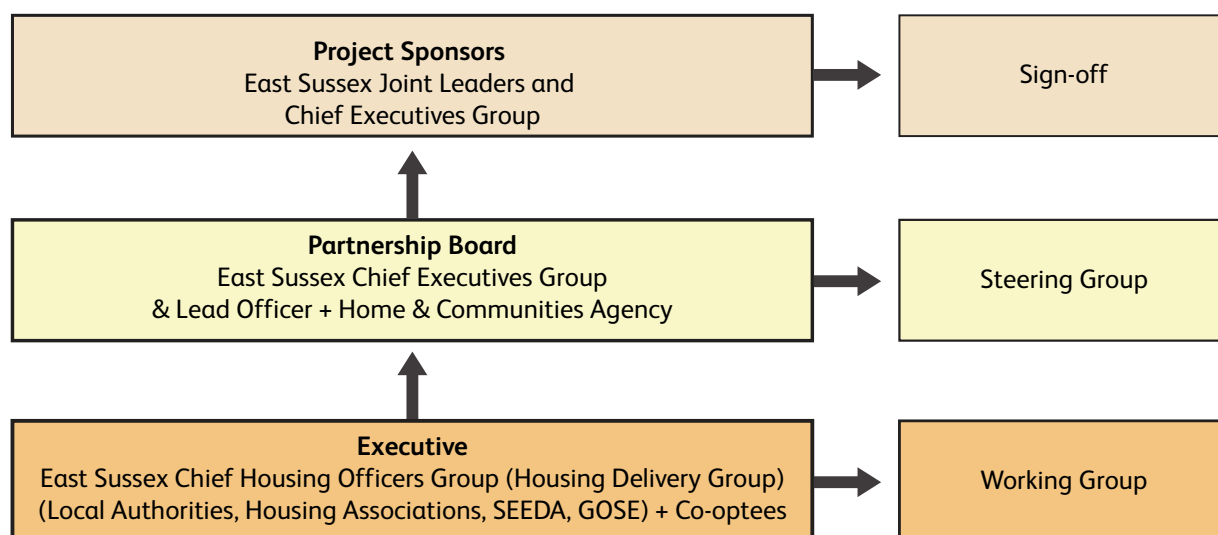 Project Sponsors
East Sussex Joint Leaders and
Chief Executives Group
Sign-off
Partnership Board
East Sussex Chief Executives Group
& Lead Officer + Home & Communities Agency
Steering Group
Executive
East Sussex Chief Housing Officers Group (Housing Delivery Group)
(Local Authorities, Housing Associations, SEEDA, GOSE) + Co-optees
Working Group